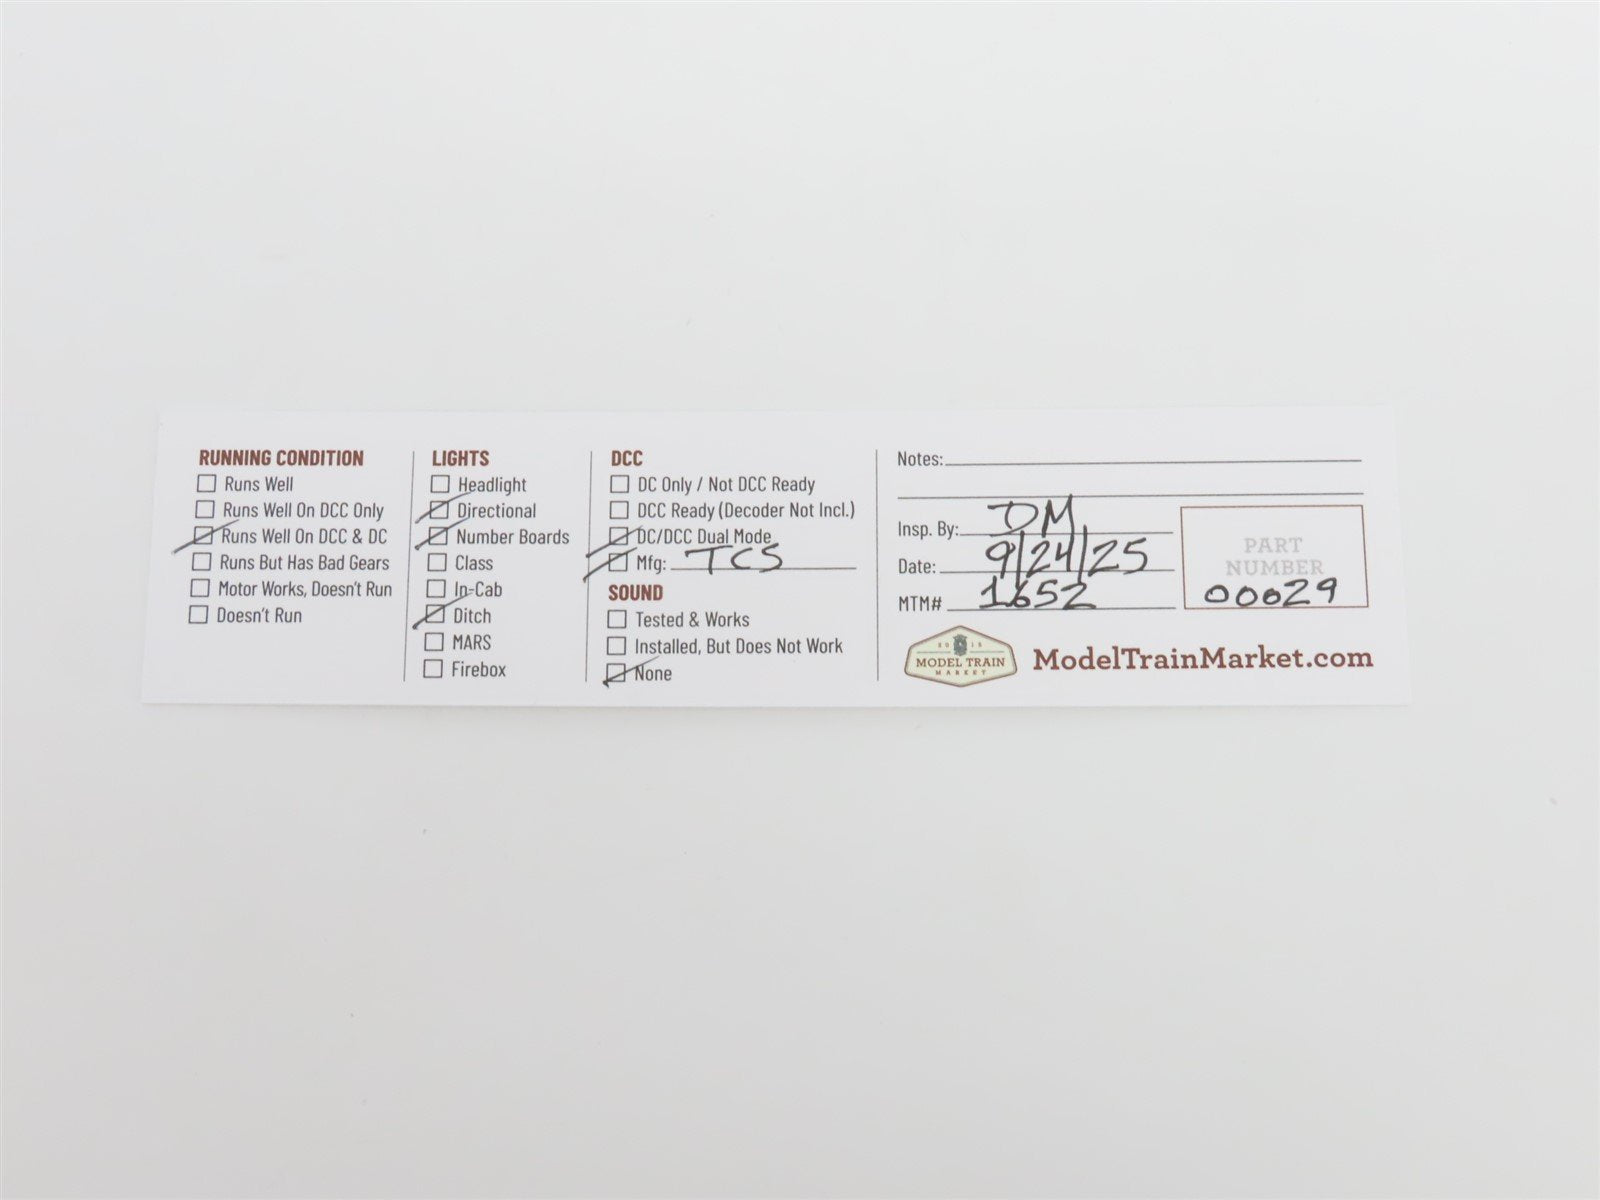 RUNNING CONDITION
Runs Well
Runs Well On DCC Only
Runs Well On DCC & DC
Runs But Has Bad Gears
Motor Works, Doesn't Run
Doesn't Run
LIGHTS
Headlight
Directional
Number Boards
Class
In-Cab
Ditch
MARS
Firebox
DCC
DC Only / Not DCC Ready
DCC Ready (Decoder Not Incl.)
DC/DCC Dual Mode
Mfg: TCS
SOUND
Tested & Works
Installed, But Does Not Work
None
Notes:
Insp. By: DM
Date: 9/24/25
MTM# 1652
PART
NUMBER
00029
2015
MODEL TRAIN
MARKET
ModelTrainMarket.com